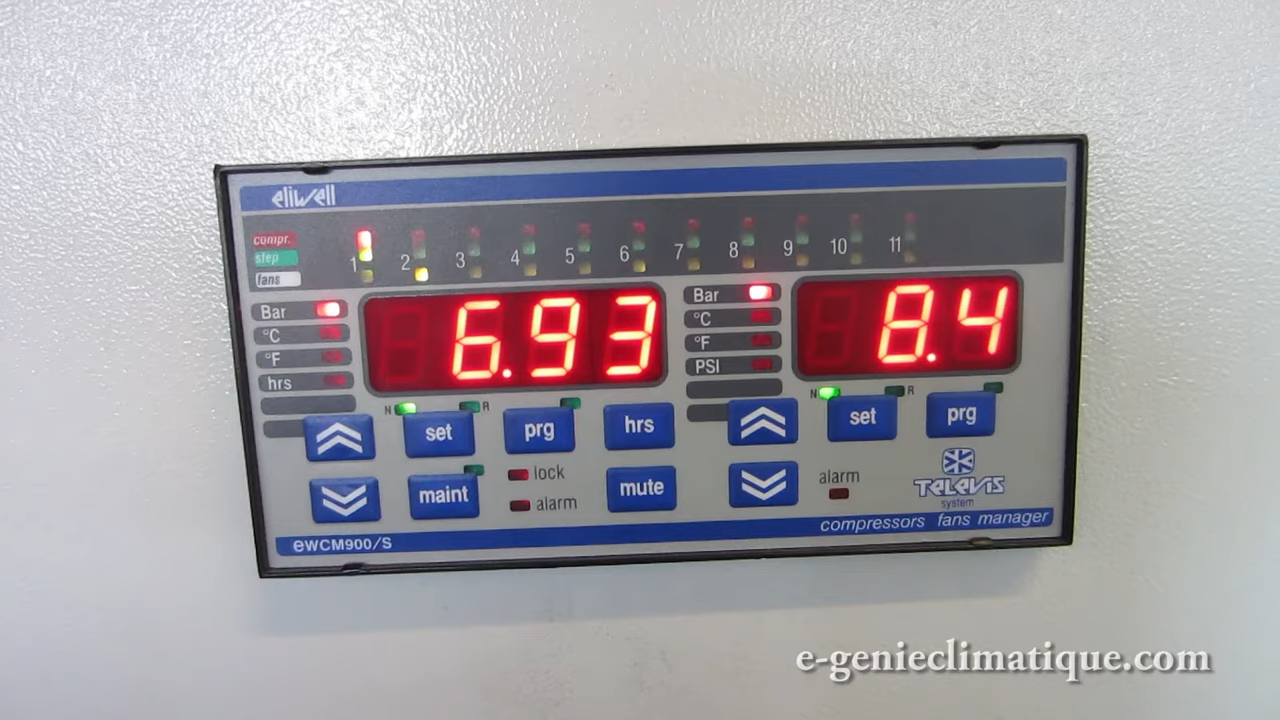 eliwell
compr.
step
fans
1 2 3 4 5 6 7 8 9 10 11
Bar
°C
°F
hrs
6.93
Bar
°C
°F
PSI
8.4
N R
set
prg
hrs
N R
set
prg
maint
lock
alarm
mute
alarm
TELEVIS
system
eWCM900/S
compressors fans manager
e-genieclimatique.com